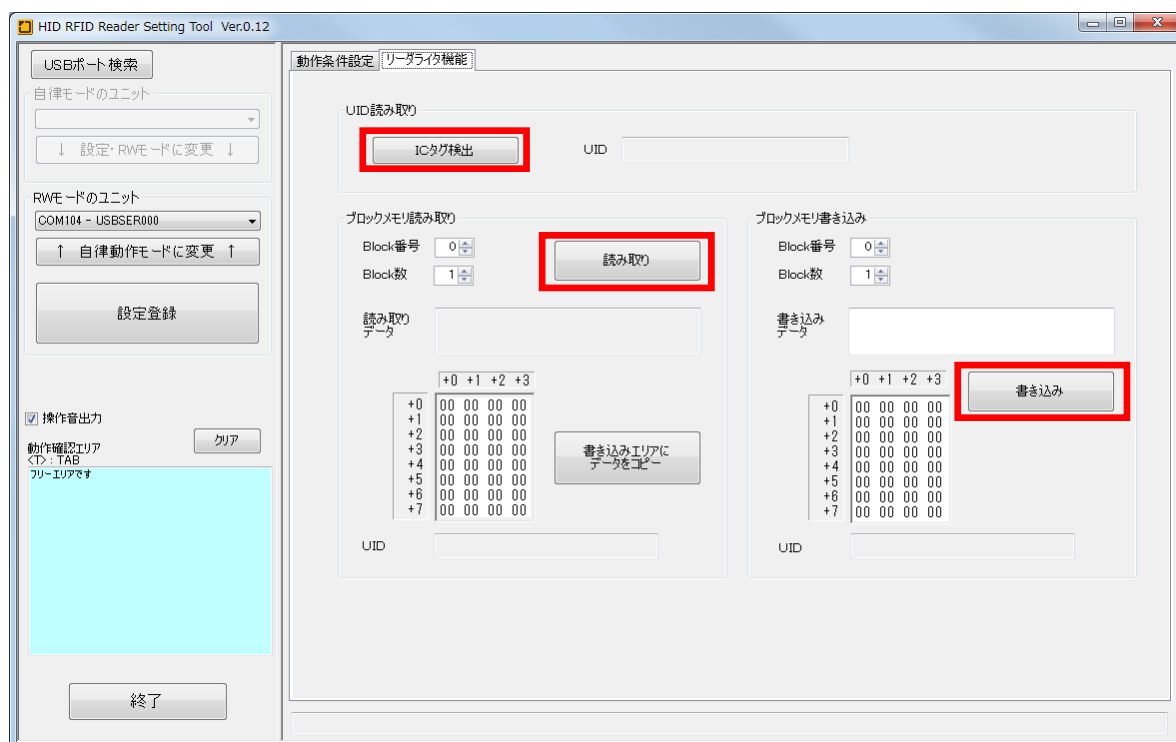 HID RFID Reader Setting Tool Ver.0.12
USBポート検索
自律モードのユニット
↓ 設定・RWモードに変更 ↓
RWモードのユニット
COM104 - USBSER000
↑ 自律動作モードに変更 ↑
設定登録
操作音出力
動作確認エリア
<T> : TAB
クリア
フリーエリアです
終了
動作条件設定
リーダライタ機能
UID読み取り
ICタグ検出
UID
ブロックメモリ読み取り
Block番号 0
Block数 1
読み取り
読み取り
データ
+0 +1 +2 +3
+0 00 00 00 00
+1 00 00 00 00
+2 00 00 00 00
+3 00 00 00 00
+4 00 00 00 00
+5 00 00 00 00
+6 00 00 00 00
+7 00 00 00 00
書き込みエリアに
データをコピー
UID
ブロックメモリ書き込み
Block番号 0
Block数 1
書き込み
データ
+0 +1 +2 +3
書き込み
+0 00 00 00 00
+1 00 00 00 00
+2 00 00 00 00
+3 00 00 00 00
+4 00 00 00 00
+5 00 00 00 00
+6 00 00 00 00
+7 00 00 00 00
UID